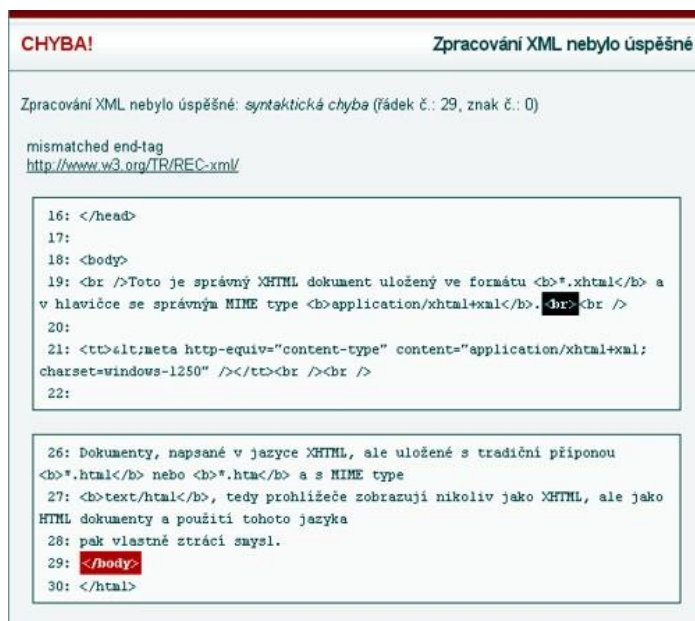 CHYBA! Zpracování XML nebylo úspěšné
Zpracování XML nebylo úspěšné: syntaktická chyba (řádek č.: 29, znak č.: 0)
mismatched end-tag
http://www.w3.org/TR/REC-xml/
16: </head>
17:
18: <body>
19: <br />Toto je správný XHTML dokument uložený ve formátu <b>*.xhtml</b> a
v hlavičce se správným MIME type <b>application/xhtml+xml</b>.<br><br />
20:
21: <tt>&lt;meta http-equiv="content-type" content="application/xhtml+xml;
charset=windows-1250" /></tt><br /><br />
22:
26: Dokumenty, napsané v jazyce XHTML, ale uložené s tradiční příponou
<b>*.html</b> nebo <b>*.htm</b> a s MIME type
27: <b>text/html</b>, tedy prohlížeče zobrazují nikoliv jako XHTML, ale jako
HTML dokumenty a použití tohoto jazyka
28: pak vlastně ztrácí smysl.
29: </body>
30: </html>